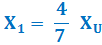 X₁ = 4/7 X_U